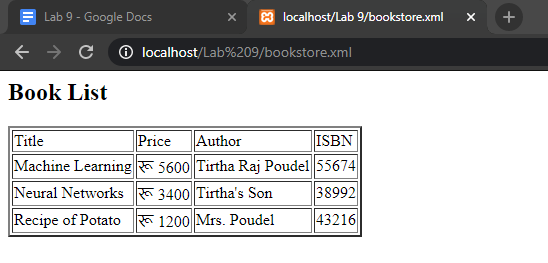 Lab 9 - Google Docs
localhost/Lab 9/bookstore.xml
localhost/Lab%209/bookstore.xml
Book List
Title Price Author ISBN
Machine Learning रू 5600 Tirtha Raj Poudel 55674
Neural Networks रू 3400 Tirtha's Son 38992
Recipe of Potato रू 1200 Mrs. Poudel 43216